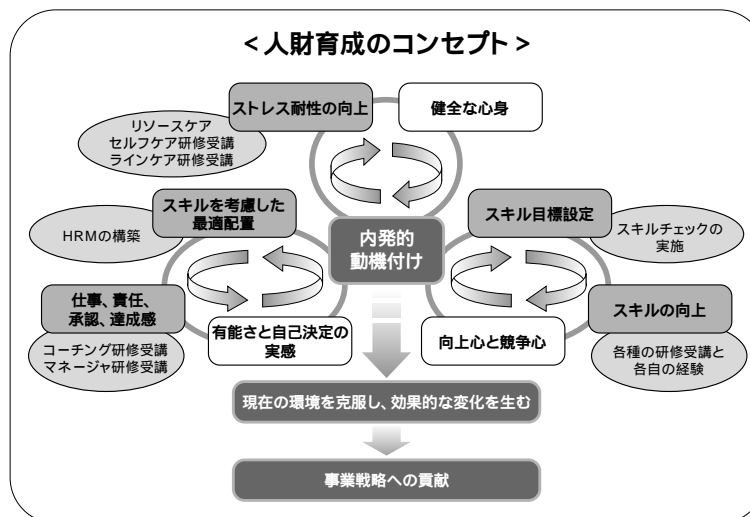 ＜人財育成のコンセプト＞
ストレス耐性の向上
健全な心身
リソースケア
セルフケア研修受講
ラインケア研修受講
スキルを考慮した
最適配置
スキル目標設定
HRMの構築
内発的
動機付け
スキルチェックの
実施
仕事、責任、
承認、達成感
スキルの向上
有能さと自己決定の
実感
向上心と競争心
コーチング研修受講
マネージャ研修受講
各種の研修受講と
各自の経験
現在の環境を克服し、効果的な変化を生む
事業戦略への貢献